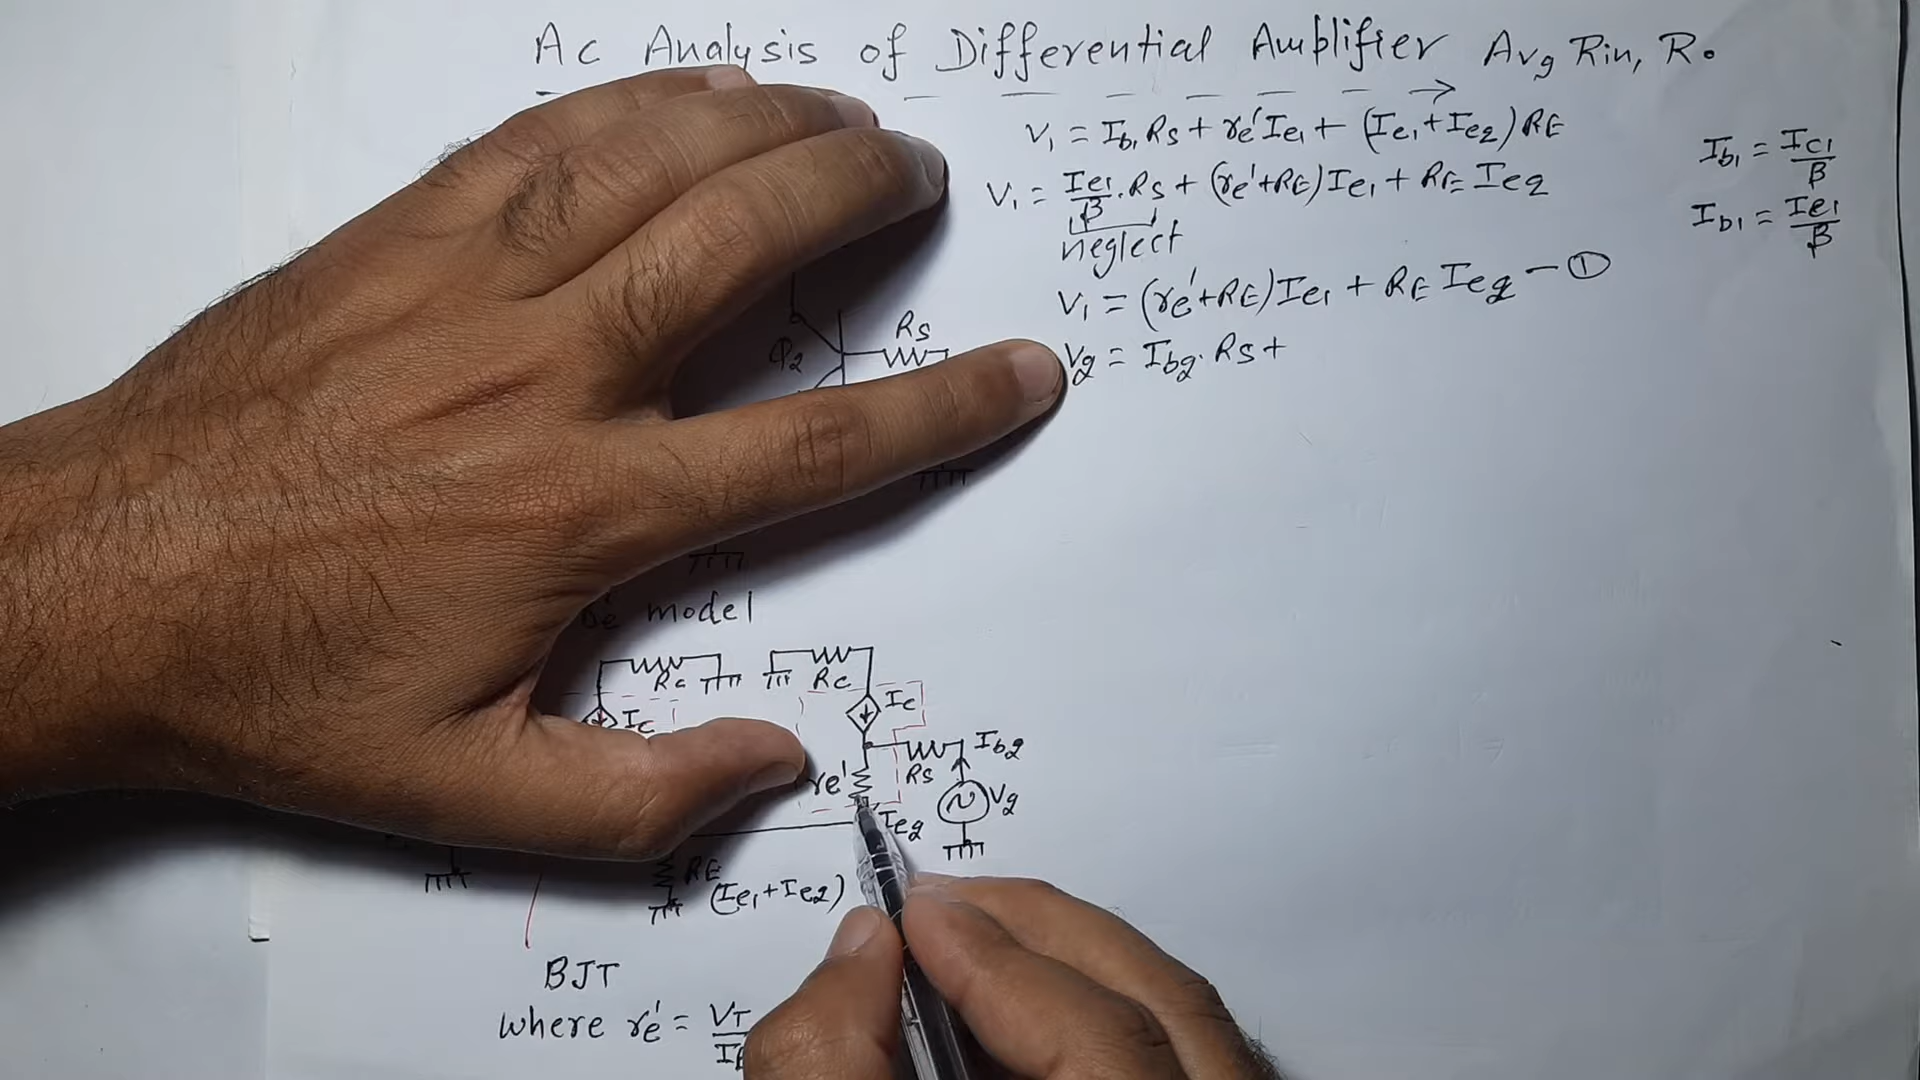 Ac Analysis of Differential Amplifier Avg Rin, Ro
V₁ = Ib₁ Rs + re' Ie₁ + (Ie₁ + Ie₂) RE
V₁ = Ie₁/β · Rs + (re' + RE) Ie₁ + RE Ie₂
neglect
V₁ = (re' + RE) Ie₁ + RE Ie₂ — ①
V₂ = Ib₂ · Rs +
Ib₁ = Ic₁/β
Ib₁ = Ie₁/β
Q₂
Rs
model
Rc
Rc
Ic
Ic
Ib₂
re'
Rs
V₂
Ie₂
RE
(Ie₁ + Ie₂)
BJT
where re' = VT